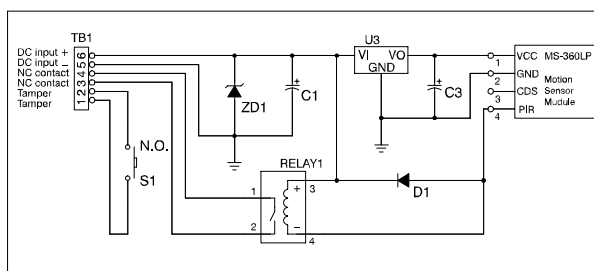 TB1
DC input + 6
DC input − 5
NC contact 4
NC contact 3
Tamper 2
Tamper 1
N.O.
S1
ZD1
+
C1
U3
VI VO
GND
+
C3
RELAY1
1
2
+
3
−
4
D1
VCC MS-360LP
1
GND Motion
2
CDS Sensor
3 Mudule
PIR
4